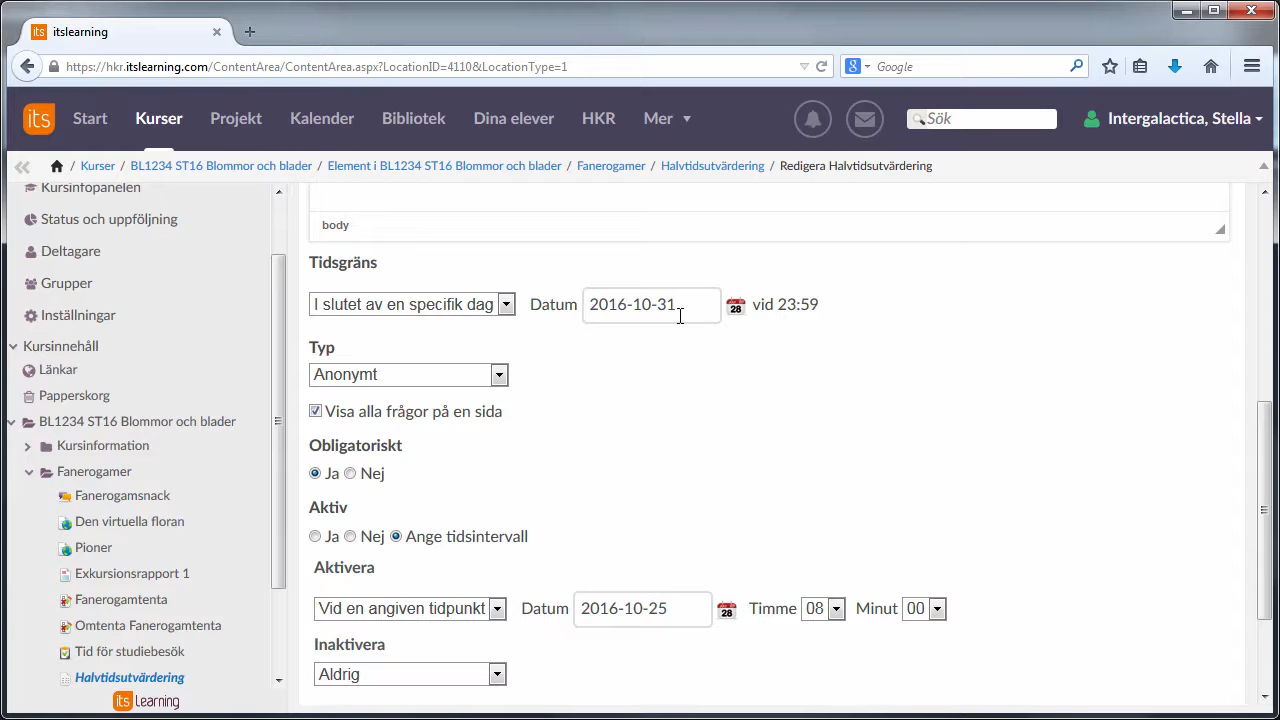 its itslearning
https://hkr.itslearning.com/ContentArea/ContentArea.aspx?LocationID=4110&LocationType=1
Google
its Start Kurser Projekt Kalender Bibliotek Dina elever HKR Mer Sök Intergalactica, Stella
/ Kurser / BL1234 ST16 Blommor och blader / Element i BL1234 ST16 Blommor och blader / Fanerogamer / Halvtidsutvärdering / Redigera Halvtidsutvärdering
Kursinfopanelen
Status och uppföljning
Deltagare
Grupper
Inställningar
Kursinnehåll
Länkar
Papperskorg
BL1234 ST16 Blommor och blader
Kursinformation
Fanerogamer
Fanerogamsnack
Den virtuella floran
Pioner
Exkursionsrapport 1
Fanerogamtenta
Omtenta Fanerogamtenta
Tid för studiebesök
Halvtidsutvärdering
its learning
body
Tidsgräns
I slutet av en specifik dag Datum 2016-10-31 28 vid 23:59
Typ
Anonymt
Visa alla frågor på en sida
Obligatoriskt
Ja Nej
Aktiv
Ja Nej Ange tidsintervall
Aktivera
Vid en angiven tidpunkt Datum 2016-10-25 28 Timme 08 Minut 00
Inaktivera
Aldrig